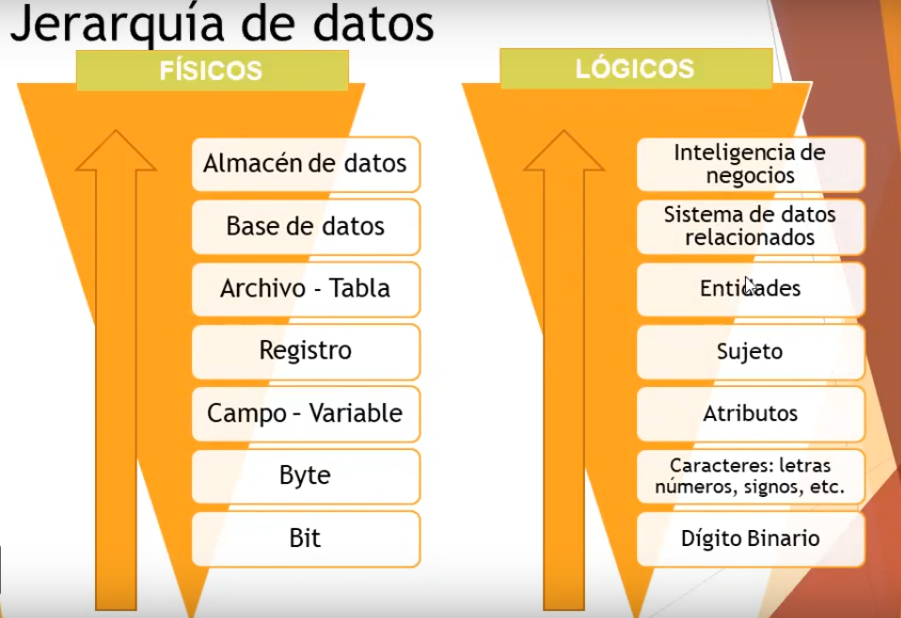 Jerarquía de datos
FÍSICOS
Almacén de datos
Base de datos
Archivo - Tabla
Registro
Campo – Variable
Byte
Bit
LÓGICOS
Inteligencia de
negocios
Sistema de datos
relacionados
Entidades
Sujeto
Atributos
Caracteres: letras
números, signos, etc.
Dígito Binario